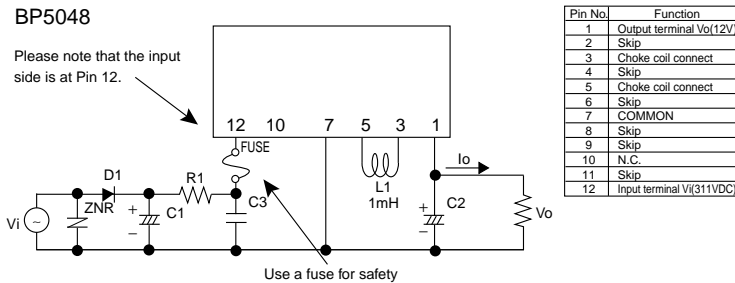 BP5048
Please note that the input
side is at Pin 12.
12 10 7 5 3 1
FUSE
D1
R1
Io
L1
1mH
ZNR
+
C1
–
C3
+
C2
–
Vi
~
Vo
Use a fuse for safety
Pin No. Function
1 Output terminal Vo(12V)
2 Skip
3 Choke coil connect
4 Skip
5 Choke coil connect
6 Skip
7 COMMON
8 Skip
9 Skip
10 N.C.
11 Skip
12 Input terminal Vi(311VDC)